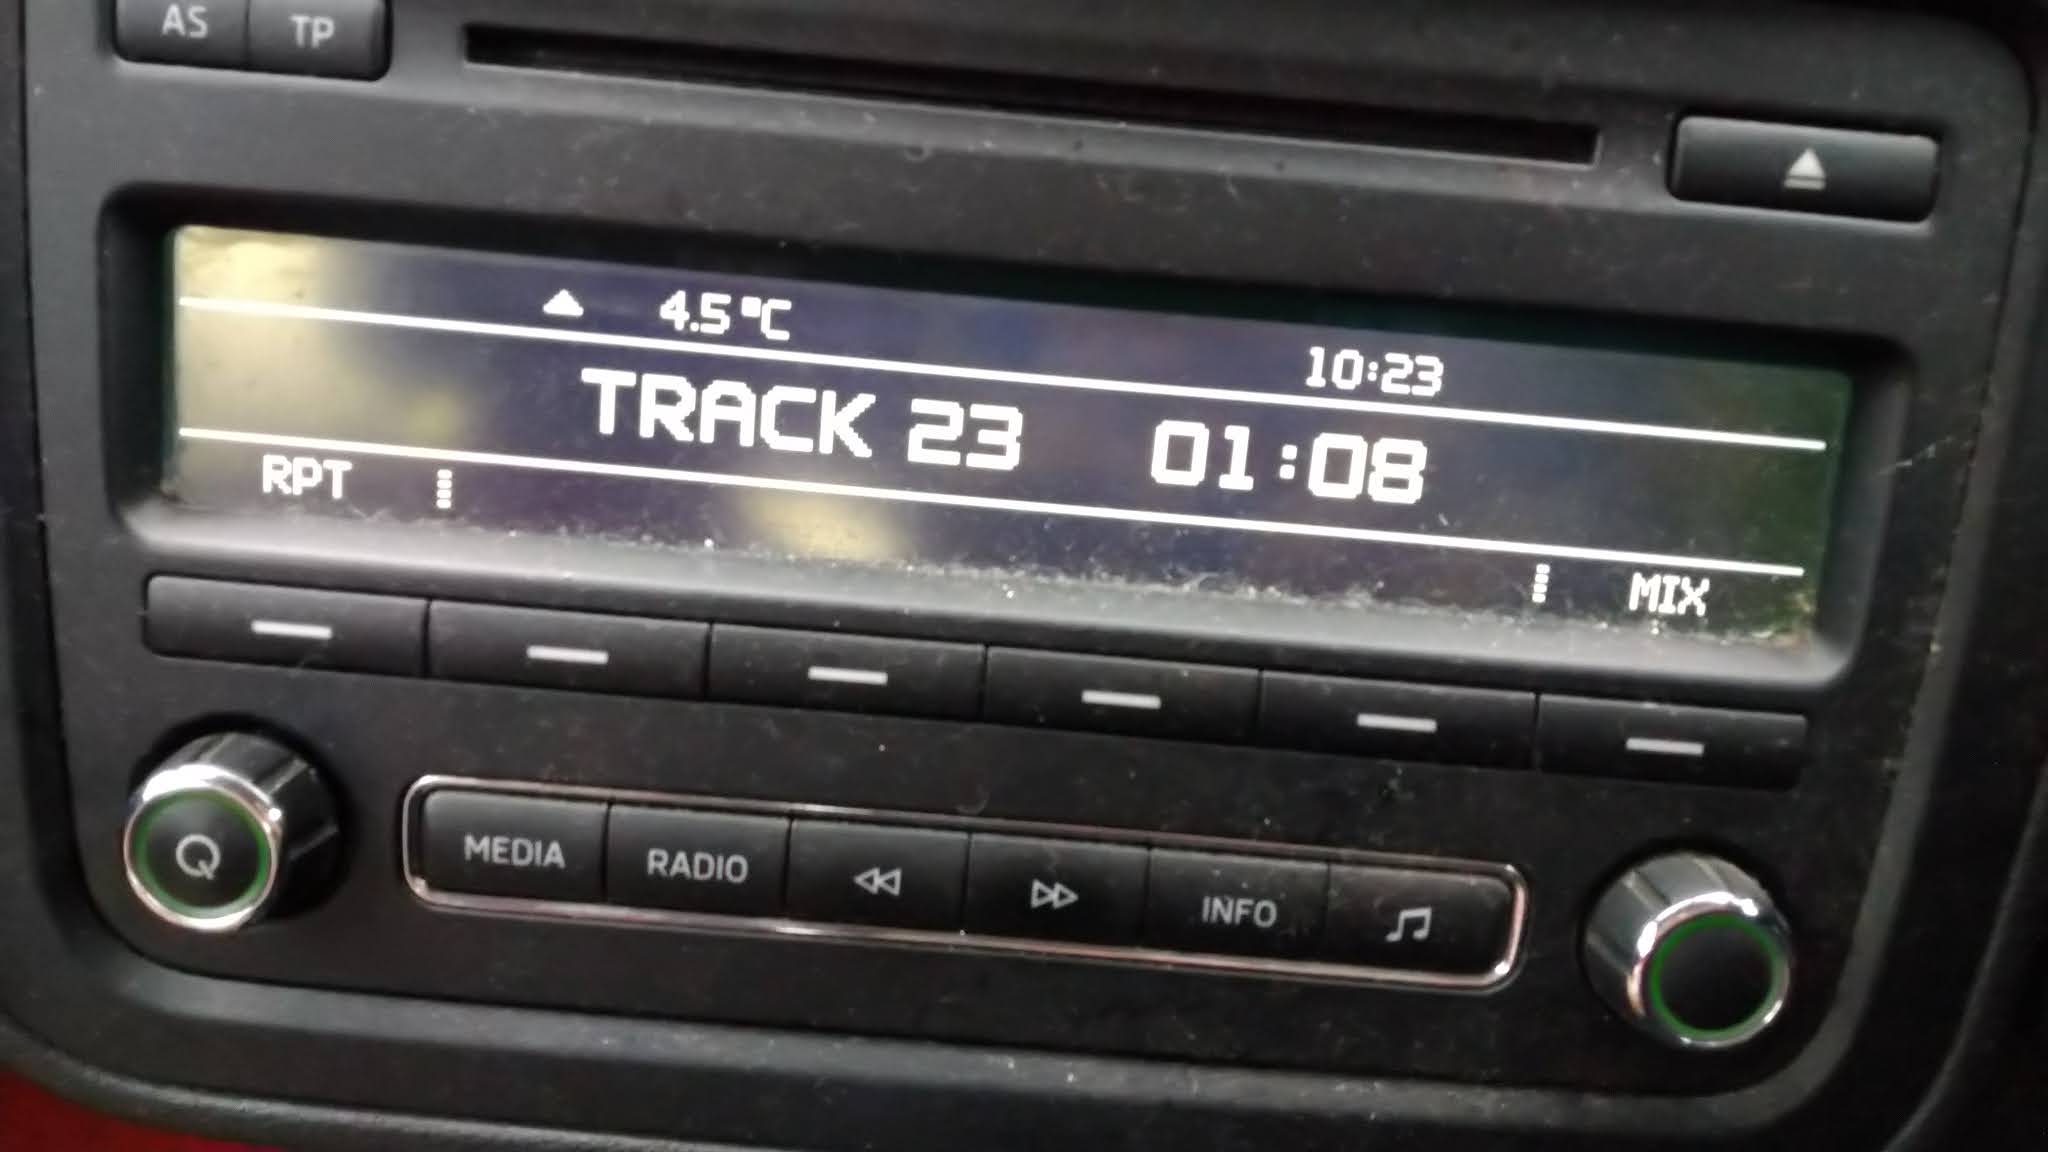 AS TP
4.5°C 10:23
TRACK 23 01:08
RPT MIX
MEDIA RADIO INFO